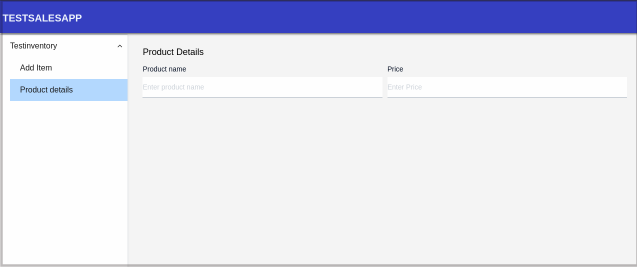 TESTSALESAPP
Testinventory
Add Item
Product details
Product Details
Product name
Price
Enter product name
Enter Price